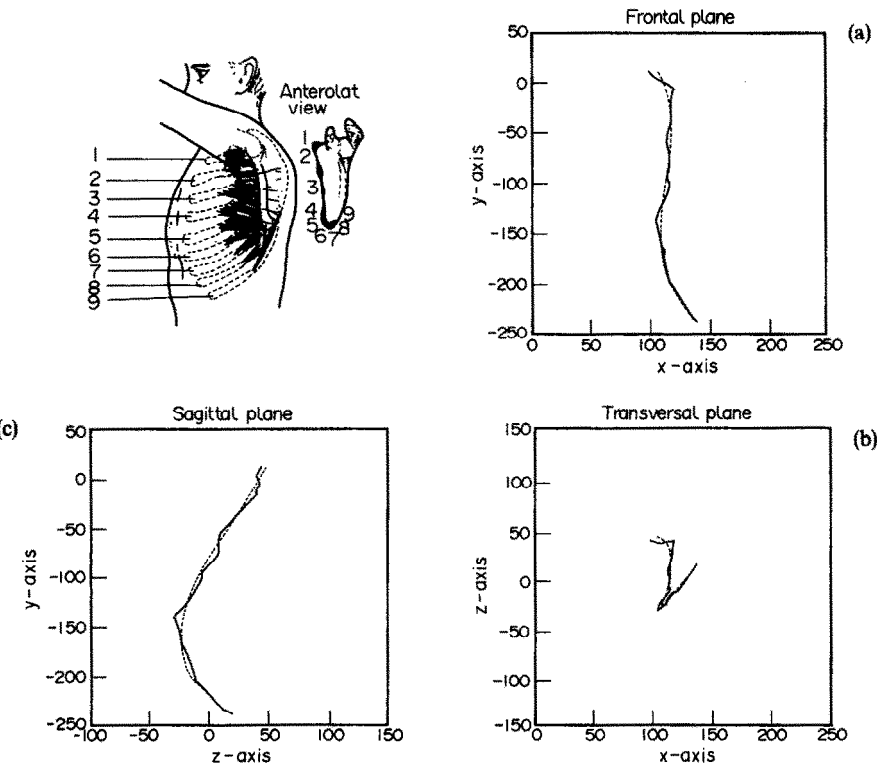 Frontal plane
(a)
50
0
-50
-100
-150
-200
-250
y-axis
0 50 100 150 200 250
x-axis
Anterolat
view
1
2
3
4
5
6
7
8
9
1
2
3
4 9
5 8
6 7
(c)
Sagittal plane
50
0
-50
-100
-150
-200
-250
y-axis
-100 -50 0 50 100 150
z-axis
Transversal plane
(b)
150
100
50
0
-50
-100
-150
z-axis
0 50 100 150 200 250
x-axis